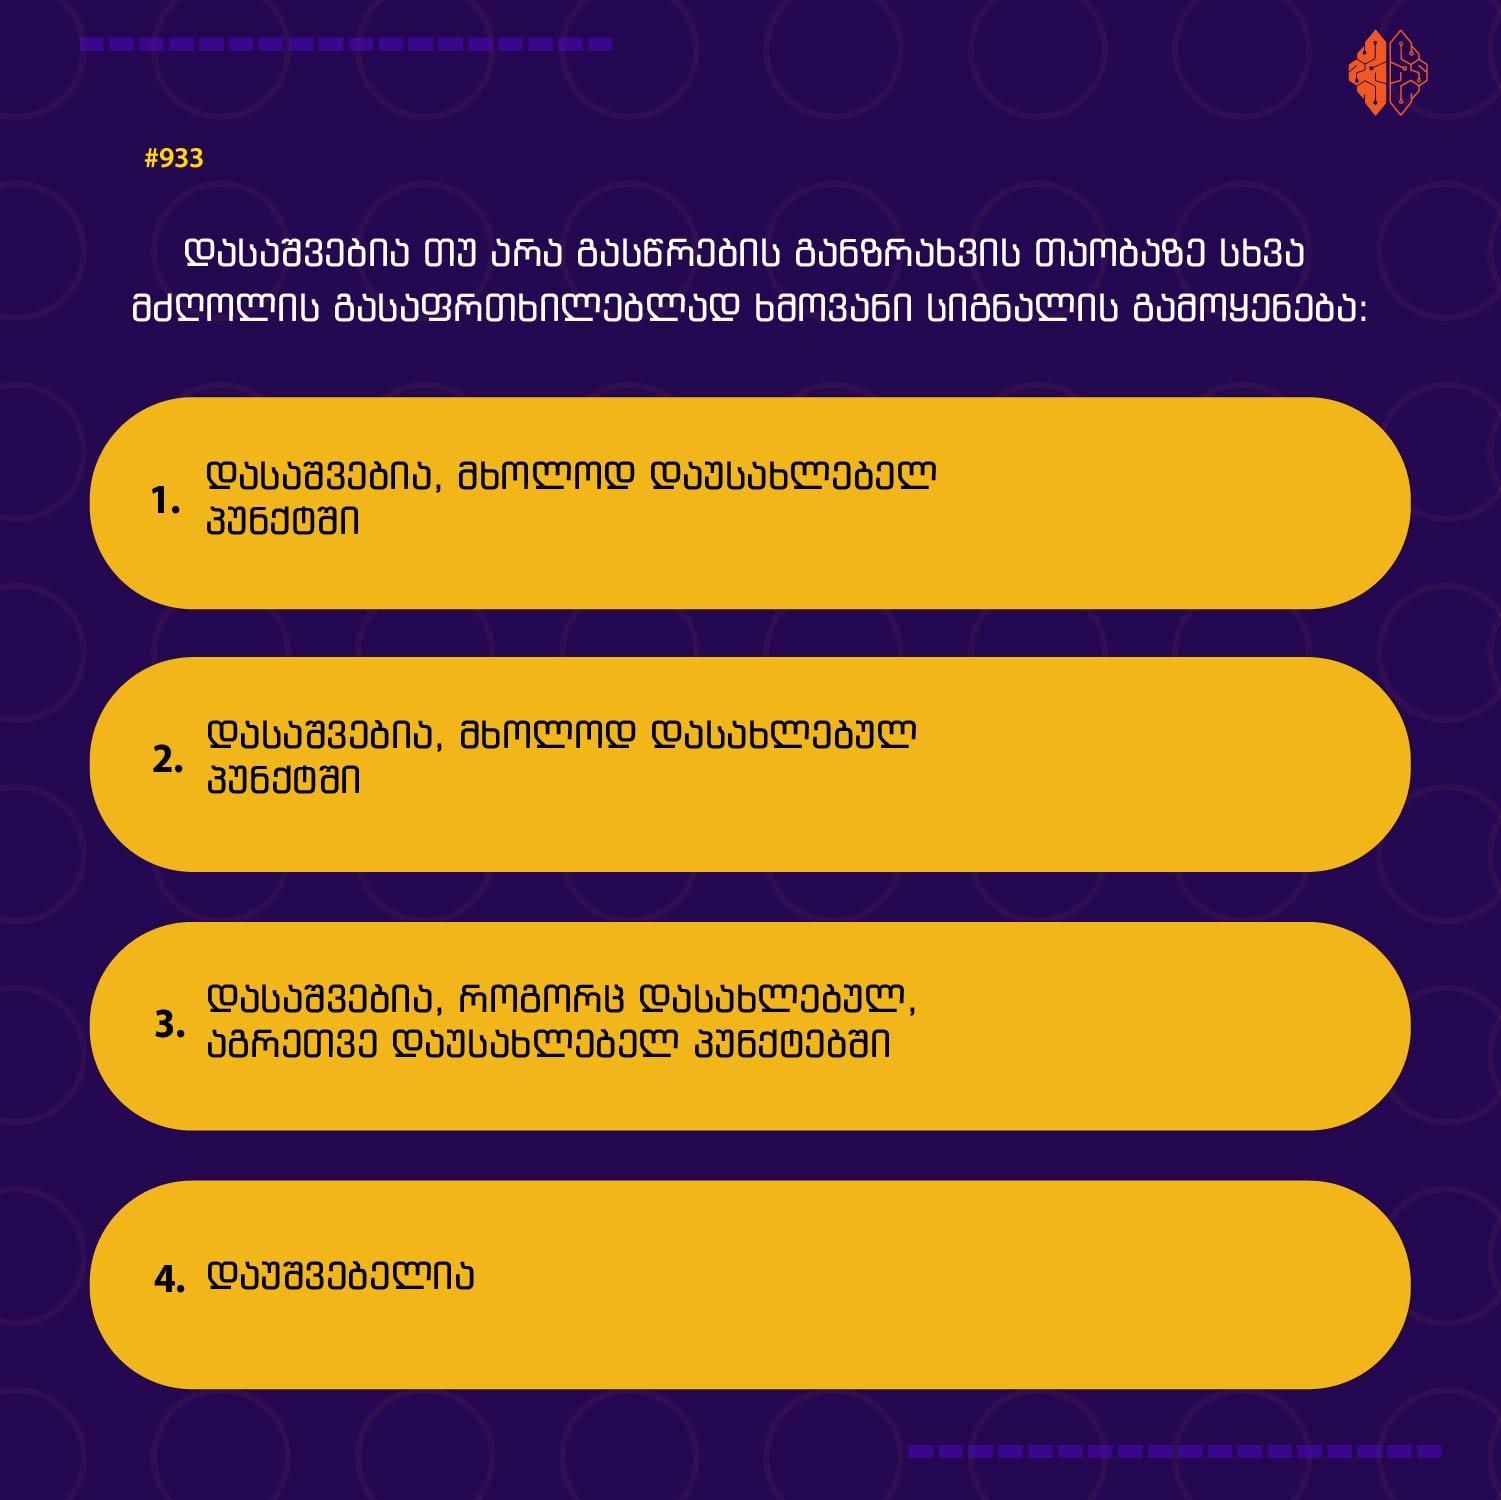 #933
დასაშვებია თუ არა გასწრების განზრახვის თაობაზე სხვა
მძღოლის გასაფრთხილებლად ხმოვანი სიგნალის გამოყენება:
1. დასაშვებია, მხოლოდ დაუსახლებელ
პუნქტში
2. დასაშვებია, მხოლოდ დასახლებულ
პუნქტში
3. დასაშვებია, როგორც დასახლებულ,
აგრეთვე დაუსახლებელ პუნქტებში
4. დაუშვებელია